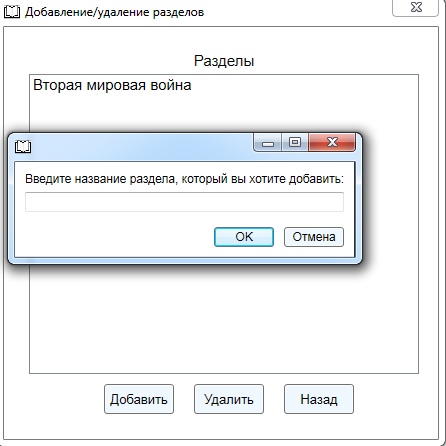 Добавление/удаление разделов
Разделы
Вторая мировая война
Введите название раздела, который вы хотите добавить:
OK
Отмена
Добавить
Удалить
Назад